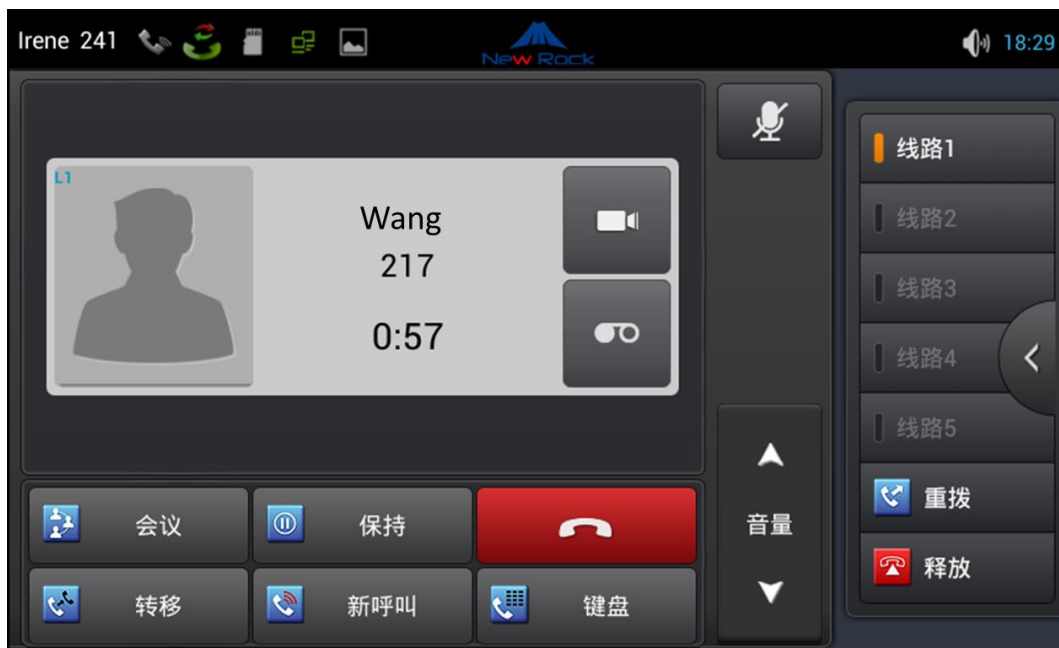 Irene 241
New Rock
18:29
L1
Wang
217
0:57
线路1
线路2
线路3
线路4
线路5
重拨
释放
音量
会议
保持
转移
新呼叫
键盘